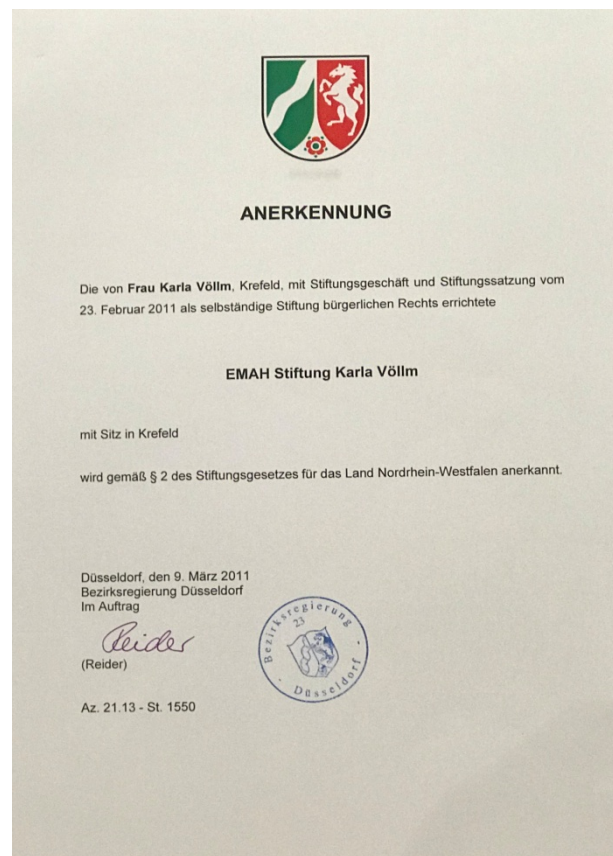 ANERKENNUNG
Die von Frau Karla Völlm, Krefeld, mit Stiftungsgeschäft und Stiftungssatzung vom
23. Februar 2011 als selbständige Stiftung bürgerlichen Rechts errichtete
EMAH Stiftung Karla Völlm
mit Sitz in Krefeld
wird gemäß § 2 des Stiftungsgesetzes für das Land Nordrhein-Westfalen anerkannt.
Düsseldorf, den 9. März 2011
Bezirksregierung Düsseldorf
Im Auftrag
Reider
(Reider)
Bezirksregierung
23
Düsseldorf
Az. 21.13 - St. 1550